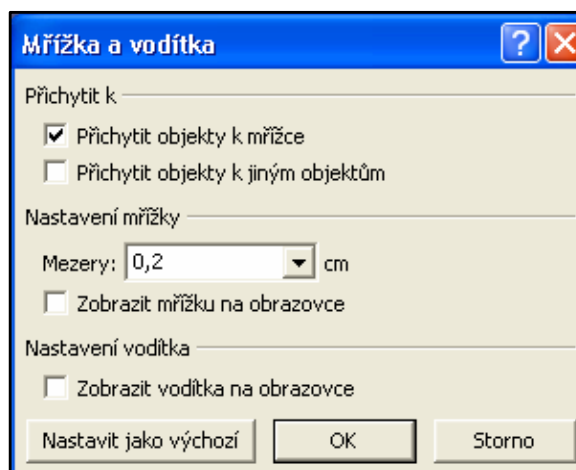 Mřížka a vodítka
Přichytit k
Přichytit objekty k mřížce
Přichytit objekty k jiným objektům
Nastavení mřížky
Mezery: 0,2 cm
Zobrazit mřížku na obrazovce
Nastavení vodítka
Zobrazit vodítka na obrazovce
Nastavit jako výchozí OK Storno